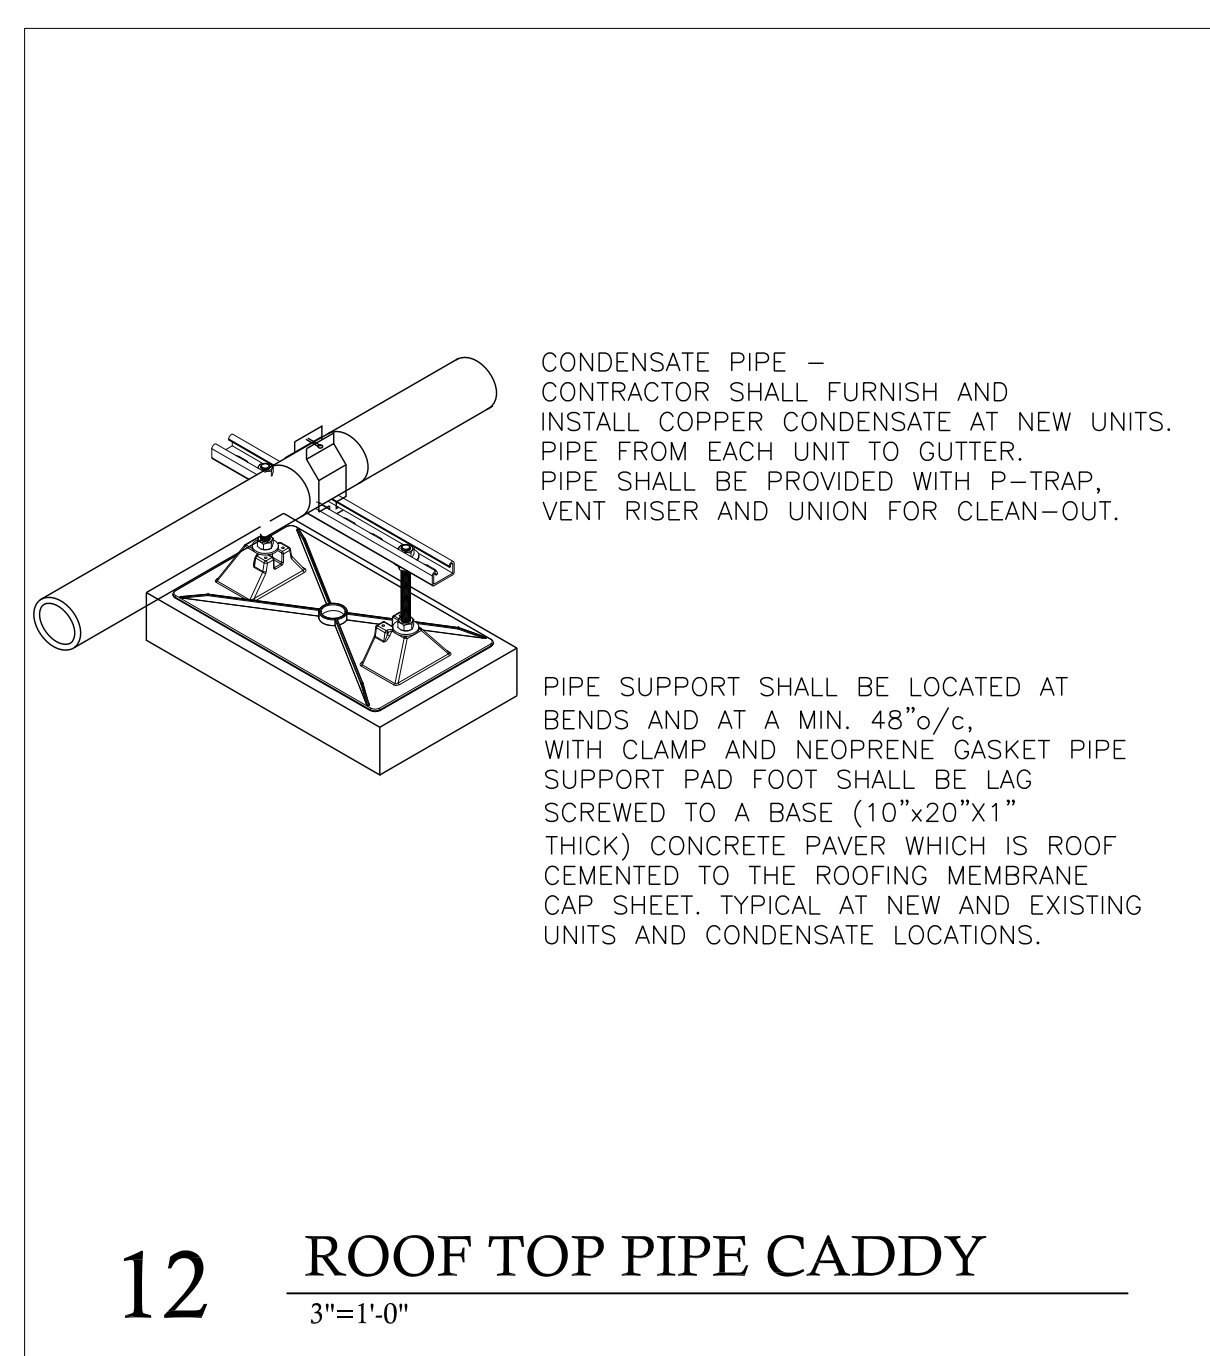 CONDENSATE PIPE –
CONTRACTOR SHALL FURNISH AND
INSTALL COPPER CONDENSATE AT NEW UNITS.
PIPE FROM EACH UNIT TO GUTTER.
PIPE SHALL BE PROVIDED WITH P–TRAP,
VENT RISER AND UNION FOR CLEAN–OUT.
PIPE SUPPORT SHALL BE LOCATED AT
BENDS AND AT A MIN. 48”o/c,
WITH CLAMP AND NEOPRENE GASKET PIPE
SUPPORT PAD FOOT SHALL BE LAG
SCREWED TO A BASE (10”x20”X1”
THICK) CONCRETE PAVER WHICH IS ROOF
CEMENTED TO THE ROOFING MEMBRANE
CAP SHEET. TYPICAL AT NEW AND EXISTING
UNITS AND CONDENSATE LOCATIONS.
12 ROOF TOP PIPE CADDY
3"=1'-0"